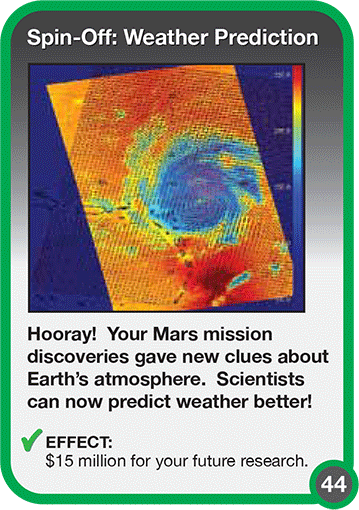 Spin-Off: Weather Prediction
Hooray!  Your Mars mission
discoveries gave new clues about
Earth's atmosphere.  Scientists
can now predict weather better!
EFFECT:
$15 million for your future research.
44